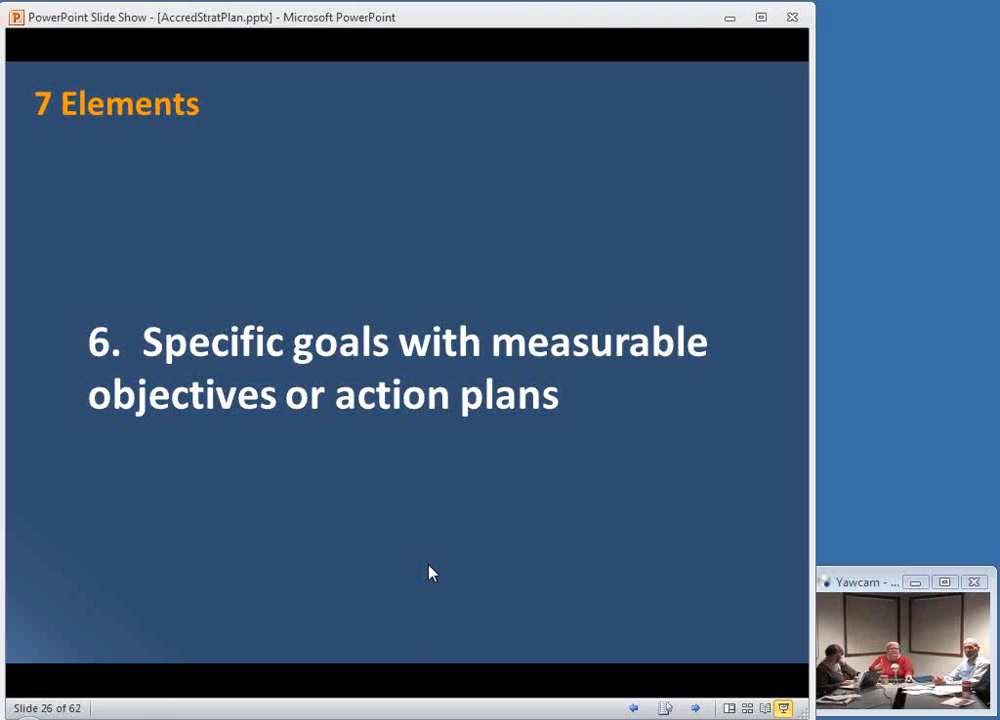 PowerPoint Slide Show - [AccredStratPlan.pptx] - Microsoft PowerPoint
7 Elements
6. Specific goals with measurable
objectives or action plans
Yawcam - ...
Slide 26 of 62